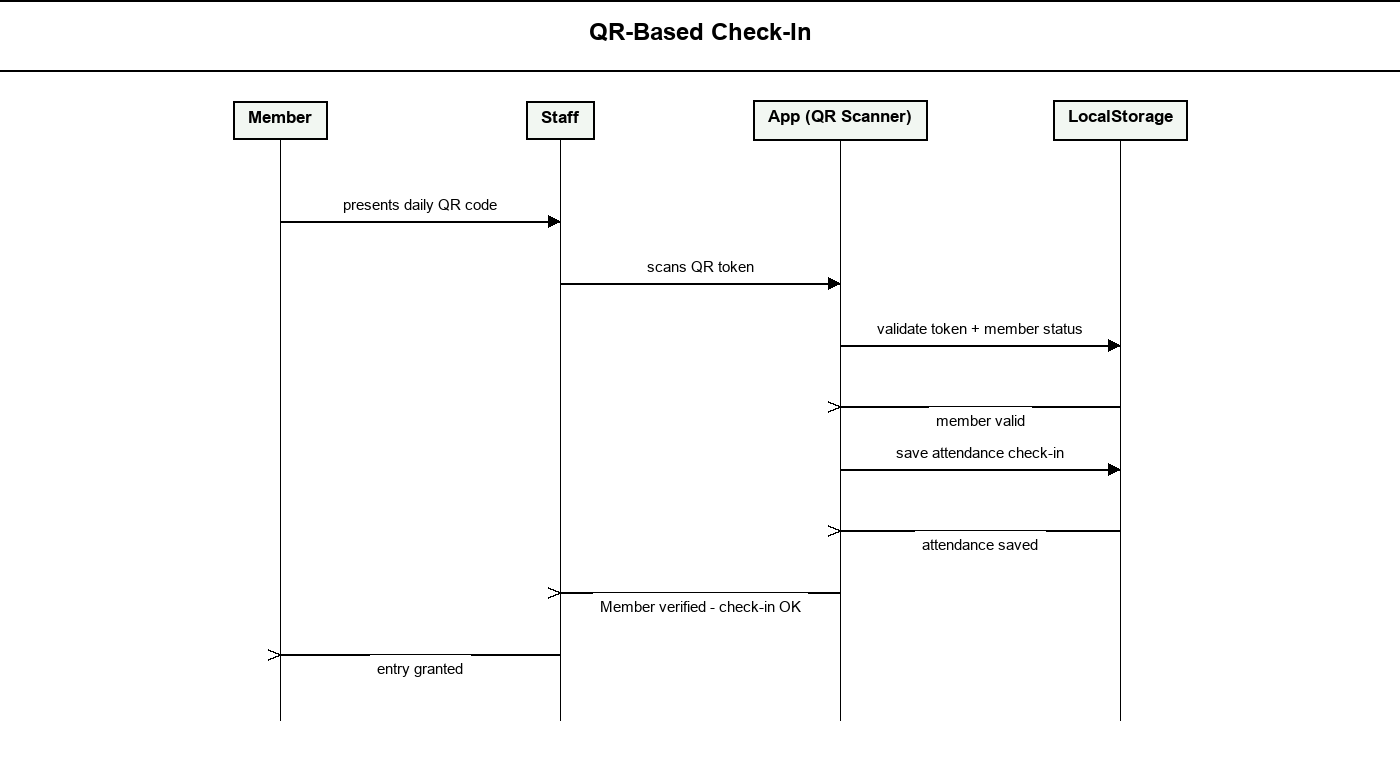 QR-Based Check-In
Member
Staff
App (QR Scanner)
LocalStorage
presents daily QR code
scans QR token
validate token + member status
member valid
save attendance check-in
attendance saved
Member verified - check-in OK
entry granted